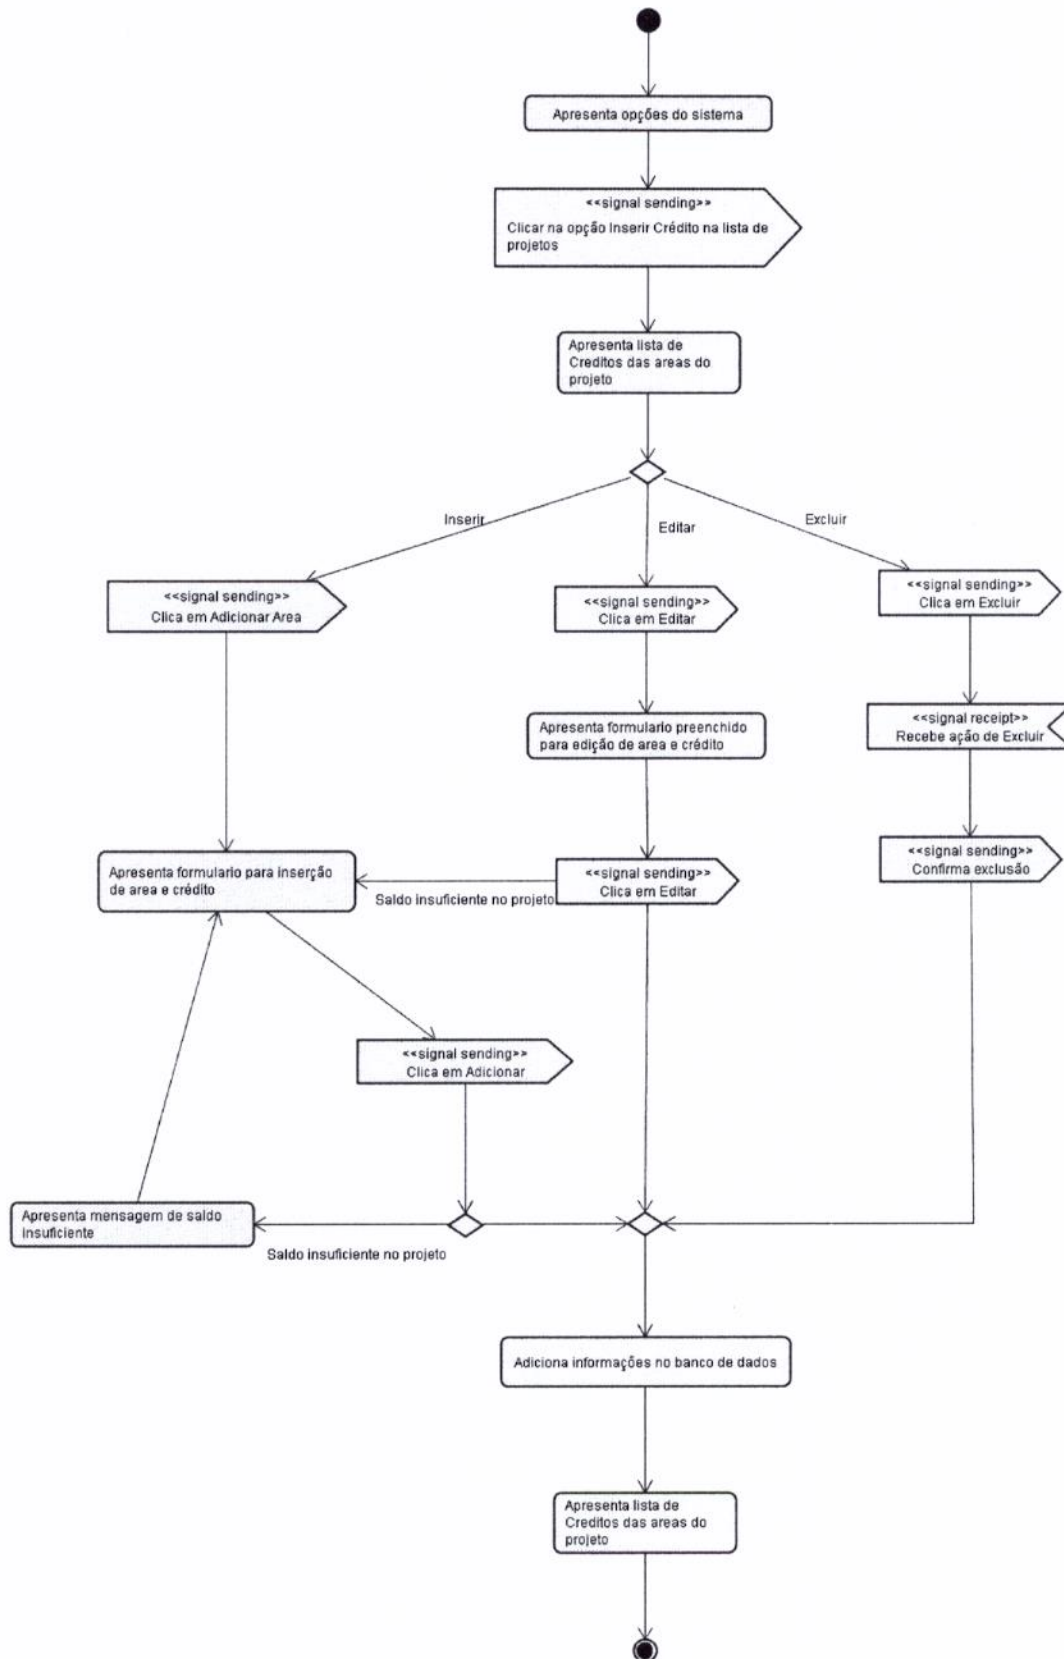 Apresenta opções do sistema
<<signal sending>>
Clicar na opção Inserir Crédito na lista de
projetos
Apresenta lista de
Creditos das areas do
projeto
Inserir
Editar
Excluir
<<signal sending>>
Clica em Adicionar Area
<<signal sending>>
Clica em Editar
<<signal sending>>
Clica em Excluir
Apresenta formulario preenchido
para edição de area e crédito
<<signal receipt>>
Recebe ação de Excluir
Apresenta formulario para inserção
de area e crédito
Saldo insuficiente no projeto
<<signal sending>>
Clica em Editar
<<signal sending>>
Confirma exclusão
<<signal sending>>
Clica em Adicionar
Apresenta mensagem de saldo
insuficiente
Saldo insuficiente no projeto
Adiciona informações no banco de dados
Apresenta lista de
Creditos das areas do
projeto